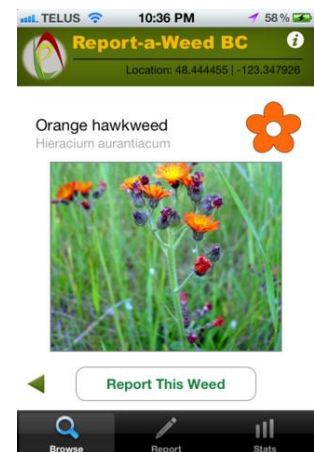 TELUS 10:36 PM 58 %
Report-a-Weed BC i
Location: 48.444455 | -123.347926
Orange hawkweed
Hieracium aurantiacum
Report This Weed
Browse Report Stats